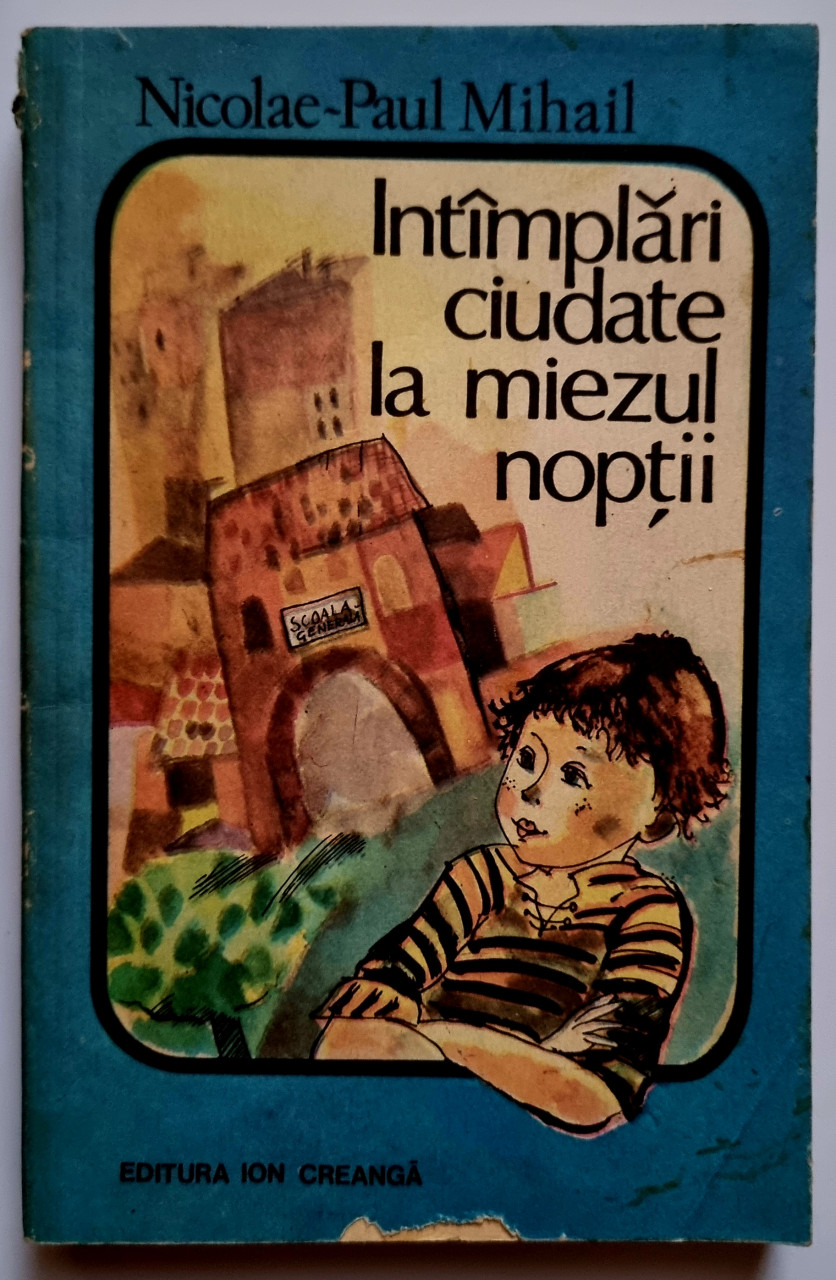 Nicolae-Paul Mihail
Intîmplări
ciudate
la miezul
nopții
ȘCOALA
GENERALĂ
EDITURA ION CREANGĂ